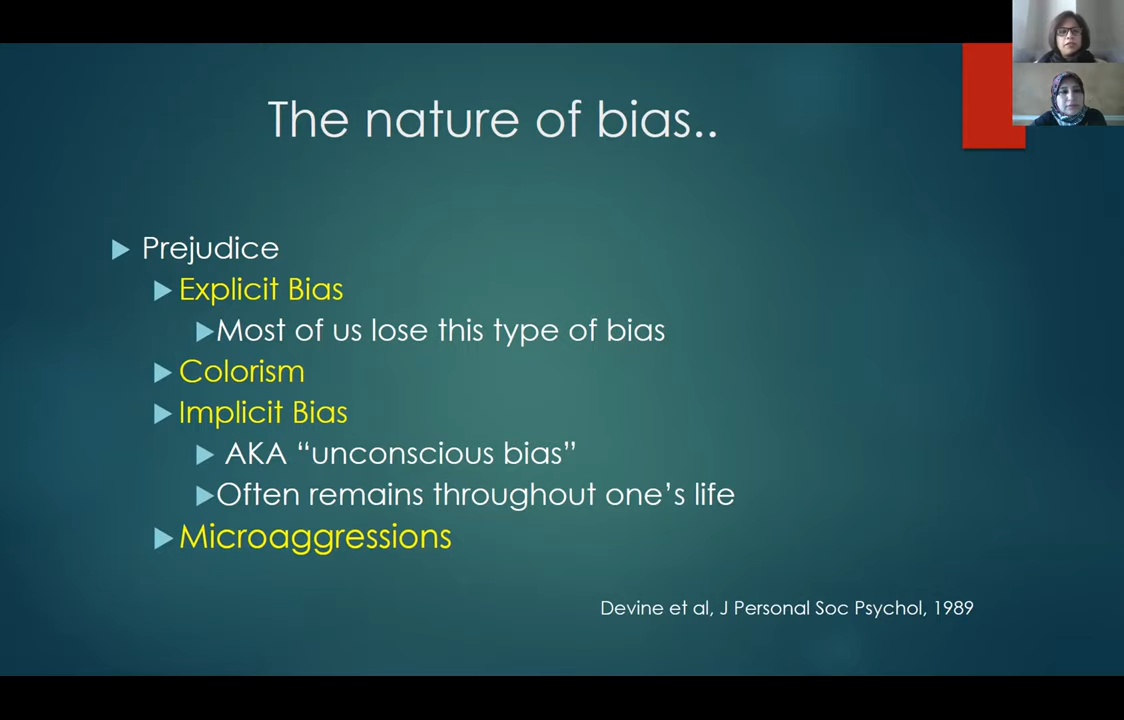 The nature of bias..
Prejudice
Explicit Bias
Most of us lose this type of bias
Colorism
Implicit Bias
AKA “unconscious bias”
Often remains throughout one’s life
Microaggressions
Devine et al, J Personal Soc Psychol, 1989